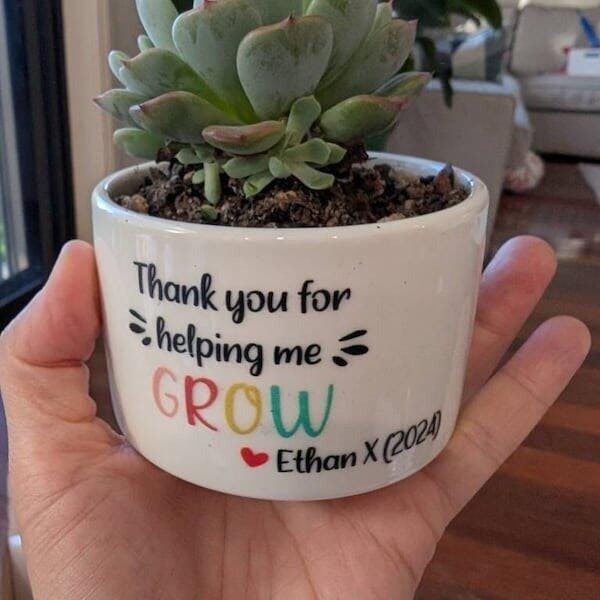 Thank you for
helping me
GROW
Ethan X (2024)